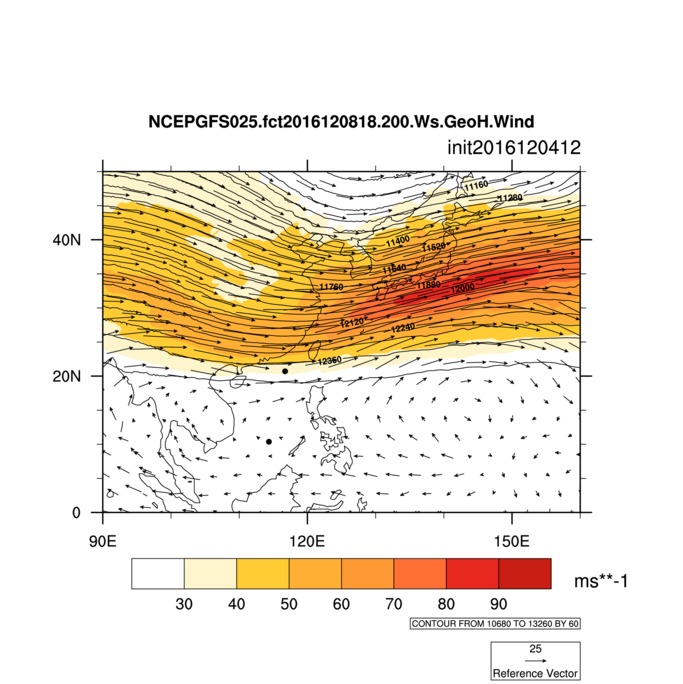 NCEPGFS025.fct2016120818.200.Ws.GeoH.Wind
init2016120412
11160
11280
40N
11400
11520
11640
11760
11880
12000
12120
12240
12360
20N
0
90E 120E 150E
ms**-1
30 40 50 60 70 80 90
CONTOUR FROM 10680 TO 13260 BY 60
25
Reference Vector